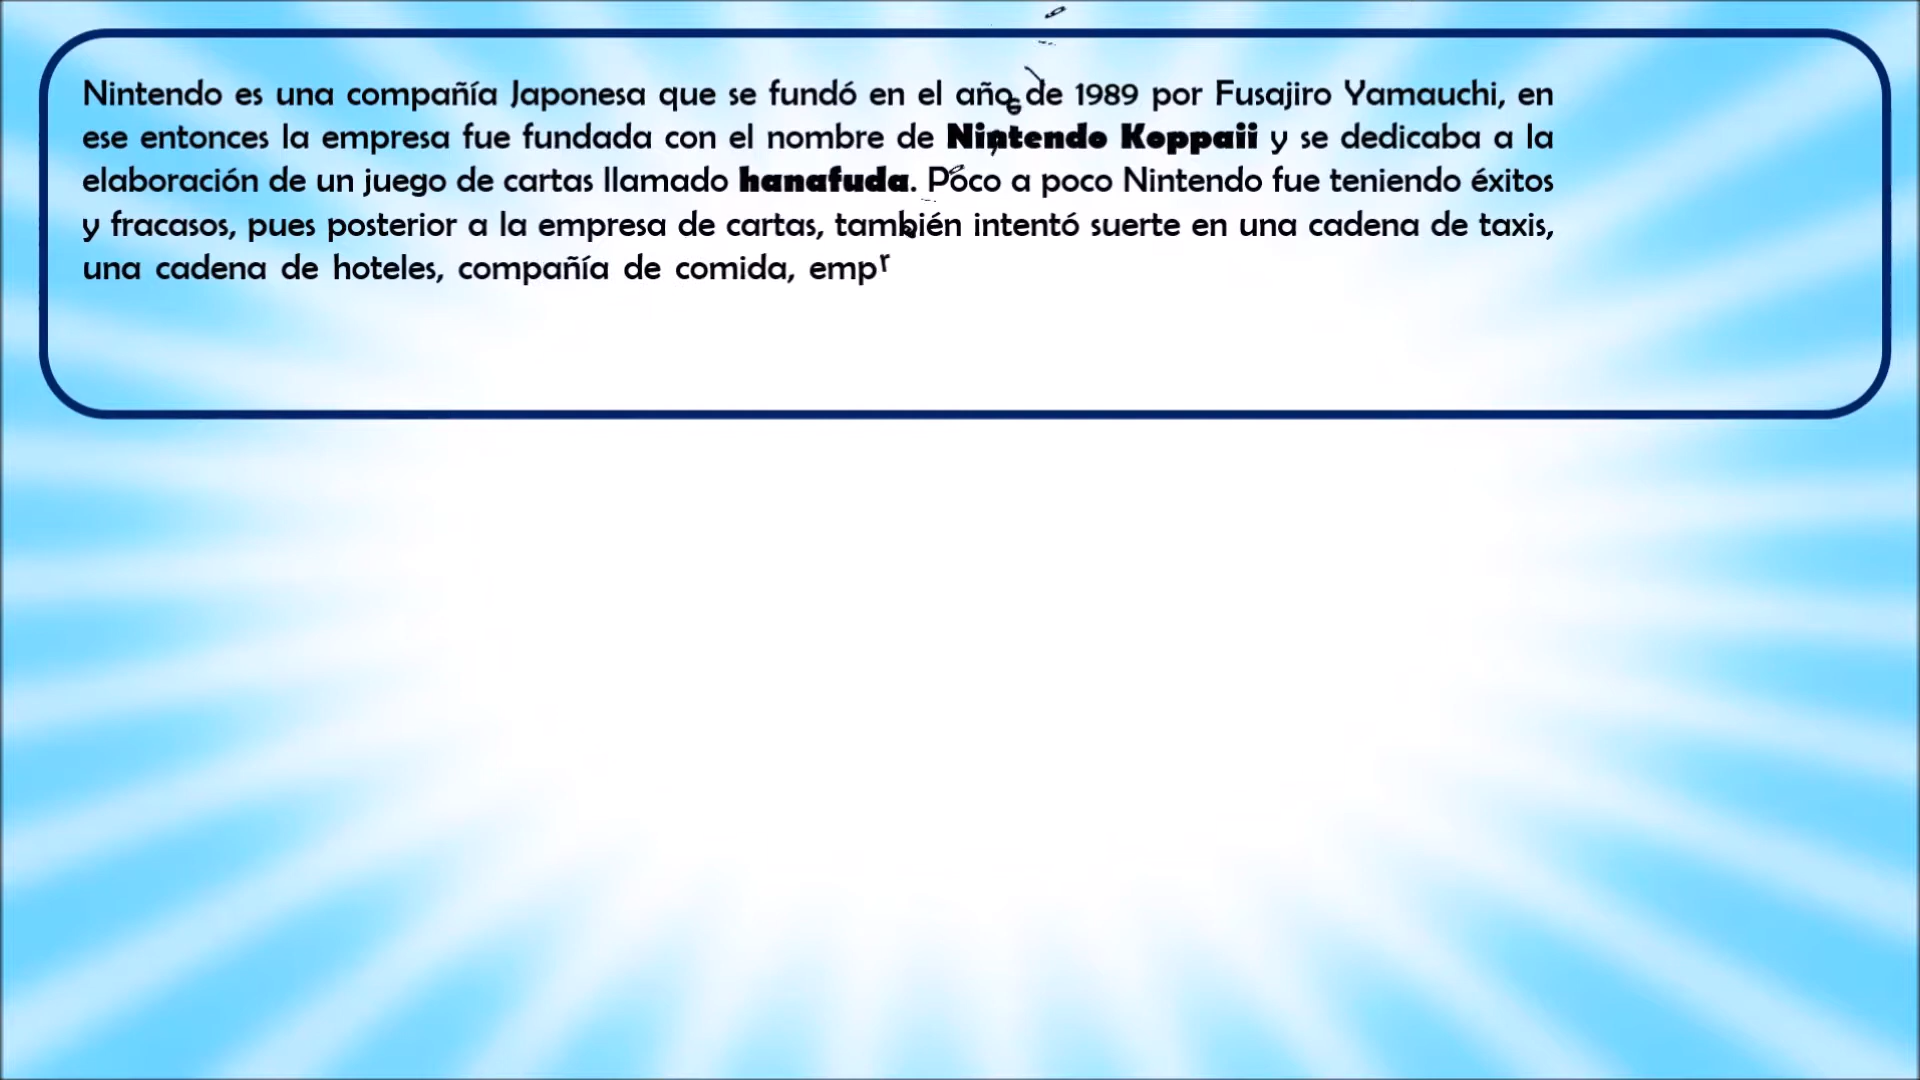 Nintendo es una compañía Japonesa que se fundó en el año de 1989 por Fusajiro Yamauchi, en
ese entonces la empresa fue fundada con el nombre de Nintendo Koppaii y se dedicaba a la
elaboración de un juego de cartas llamado hanafuda. Poco a poco Nintendo fue teniendo éxitos
y fracasos, pues posterior a la empresa de cartas, también intentó suerte en una cadena de taxis,
una cadena de hoteles, compañía de comida, empr